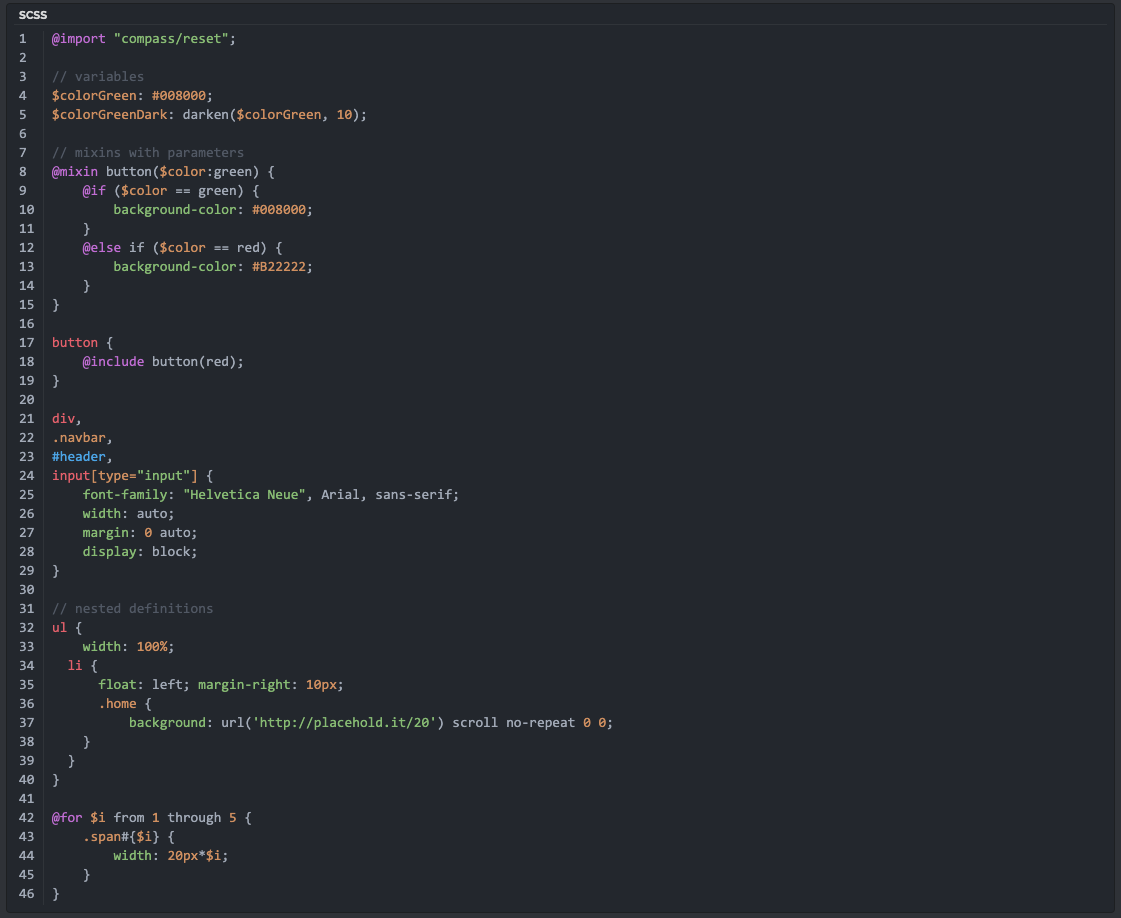 SCSS
1 @import "compass/reset";
2
3 // variables
4 $colorGreen: #008000;
5 $colorGreenDark: darken($colorGreen, 10);
6
7 // mixins with parameters
8 @mixin button($color:green) {
9     @if ($color == green) {
10         background-color: #008000;
11     }
12     @else if ($color == red) {
13         background-color: #B22222;
14     }
15 }
16
17 button {
18     @include button(red);
19 }
20
21 div,
22 .navbar,
23 #header,
24 input[type="input"] {
25     font-family: "Helvetica Neue", Arial, sans-serif;
26     width: auto;
27     margin: 0 auto;
28     display: block;
29 }
30
31 // nested definitions
32 ul {
33     width: 100%;
34   li {
35       float: left; margin-right: 10px;
36       .home {
37           background: url('http://placehold.it/20') scroll no-repeat 0 0;
38     }
39   }
40 }
41
42 @for $i from 1 through 5 {
43     .span#{$i} {
44         width: 20px*$i;
45     }
46 }